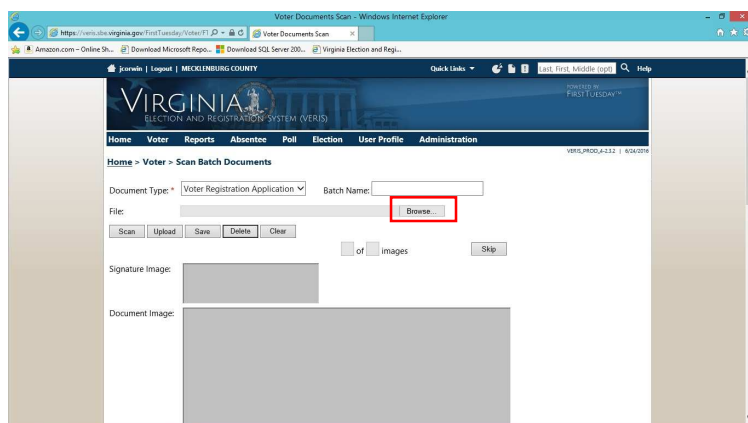 Voter Documents Scan - Windows Internet Explorer
https://veris.sbe.virginia.gov/FirstTuesday/Voter/F1 Voter Documents Scan ×
Amazon.com – Online Sh... Download Microsoft Repo... Download SQL Server 200... Virginia Election and Regi...
jcorwin | Logout | MECKLENBURG COUNTY Quick Links Last, First, Middle (opt) Help
POWERED BY
FIRSTTUESDAY™
VIRGINIA
ELECTION AND REGISTRATION SYSTEM (VERIS)
Home Voter Reports Absentee Poll Election User Profile Administration
VERIS_PROD_4-2.3.2 | 6/24/2016
Home > Voter > Scan Batch Documents
Document Type: * Voter Registration Application Batch Name:
File: Browse...
Scan Upload Save Delete Clear
of images Skip
Signature Image:
Document Image: